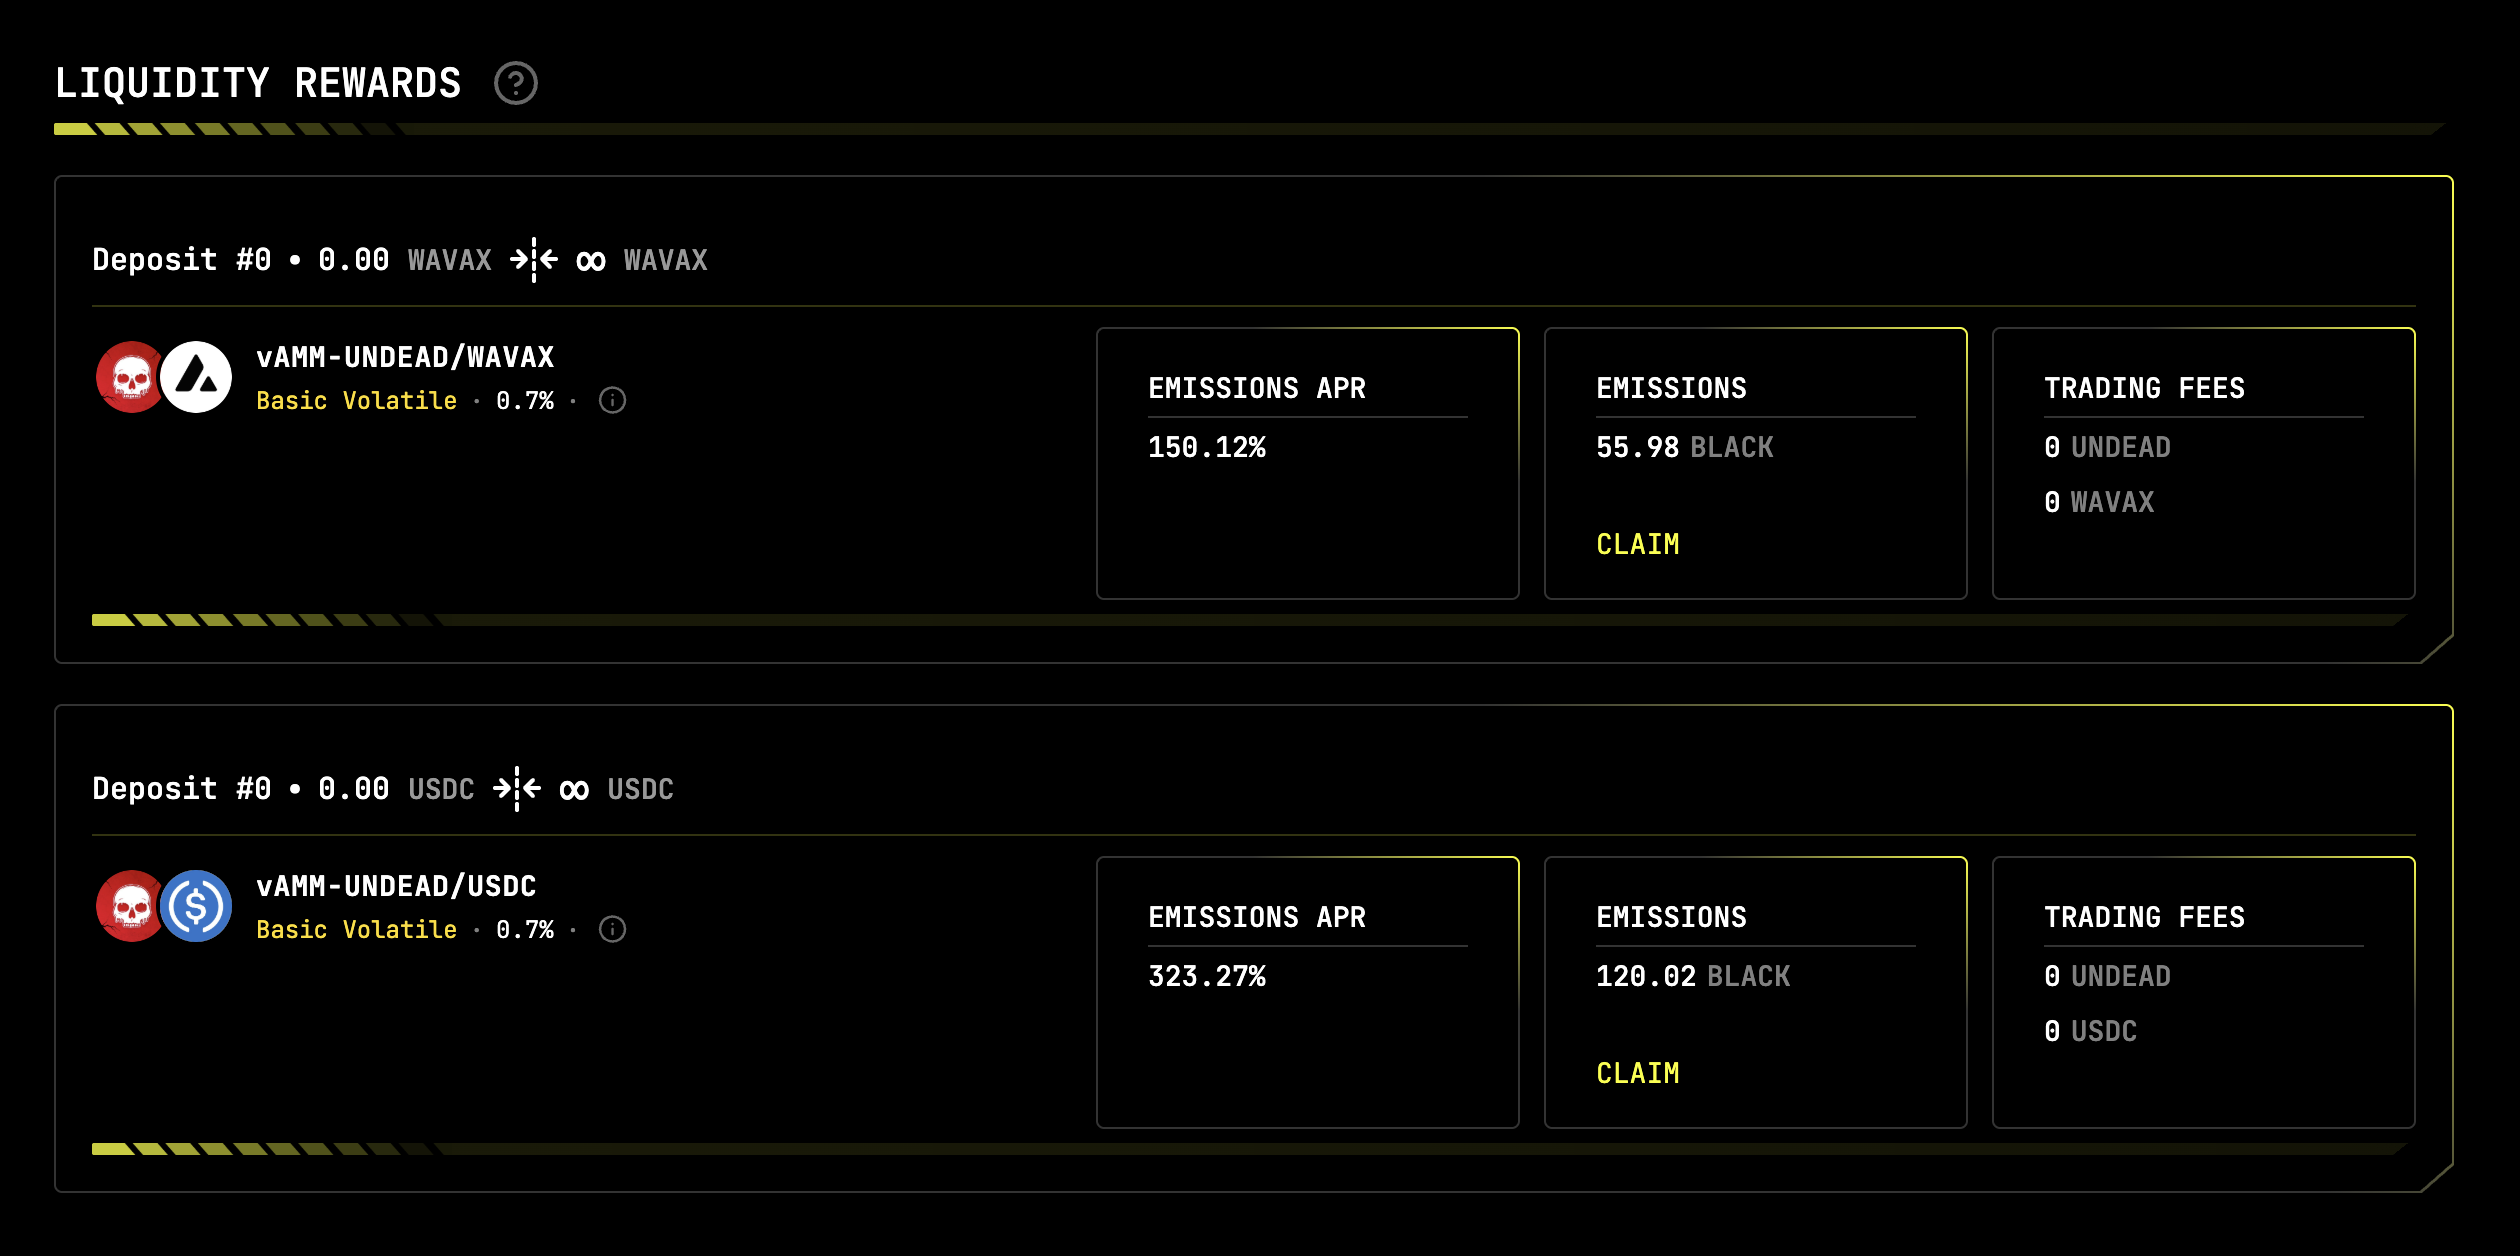 LIQUIDITY REWARDS ?
Deposit #0 • 0.00 WAVAX ∞ WAVAX
vAMM-UNDEAD/WAVAX
Basic Volatile · 0.7% ·
EMISSIONS APR
150.12%
EMISSIONS
55.98 BLACK
CLAIM
TRADING FEES
0 UNDEAD
0 WAVAX
Deposit #0 • 0.00 USDC ∞ USDC
vAMM-UNDEAD/USDC
Basic Volatile · 0.7% ·
EMISSIONS APR
323.27%
EMISSIONS
120.02 BLACK
CLAIM
TRADING FEES
0 UNDEAD
0 USDC